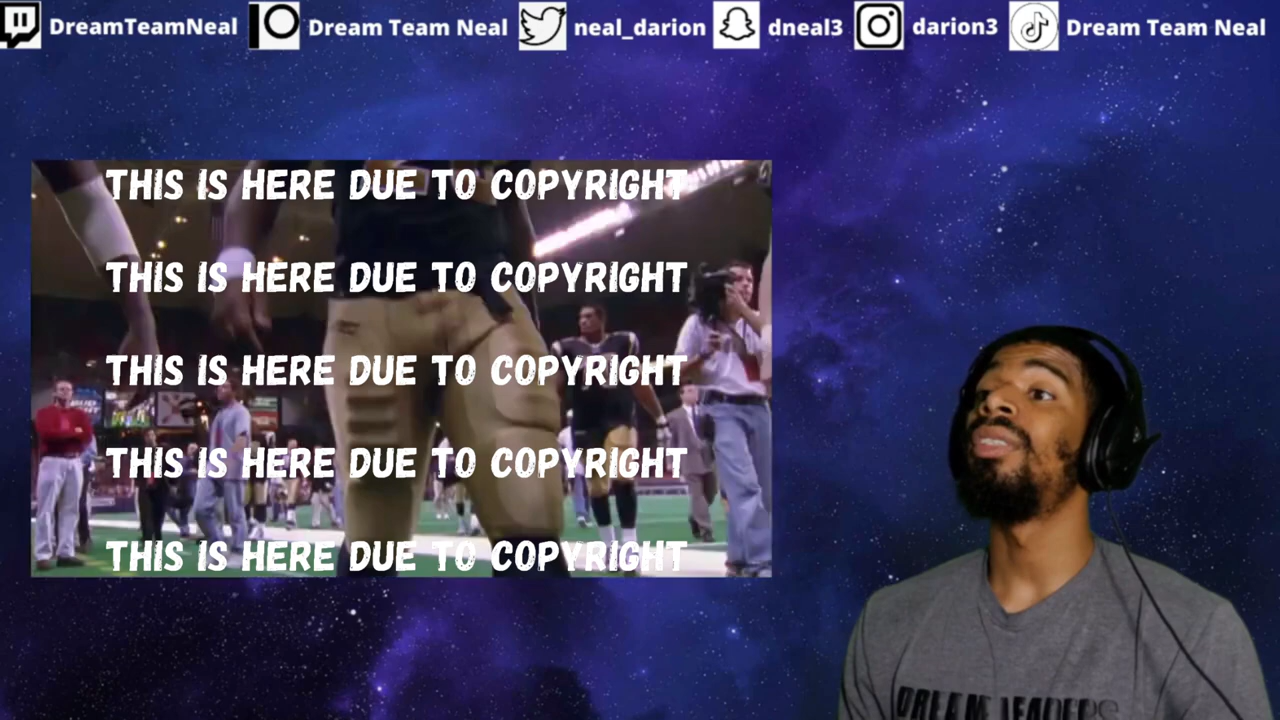 DreamTeamNeal Dream Team Neal neal_darion dneal3 darion3 Dream Team Neal
THIS IS HERE DUE TO COPYRIGHT
THIS IS HERE DUE TO COPYRIGHT
THIS IS HERE DUE TO COPYRIGHT
THIS IS HERE DUE TO COPYRIGHT
THIS IS HERE DUE TO COPYRIGHT
DREAM LEADERS